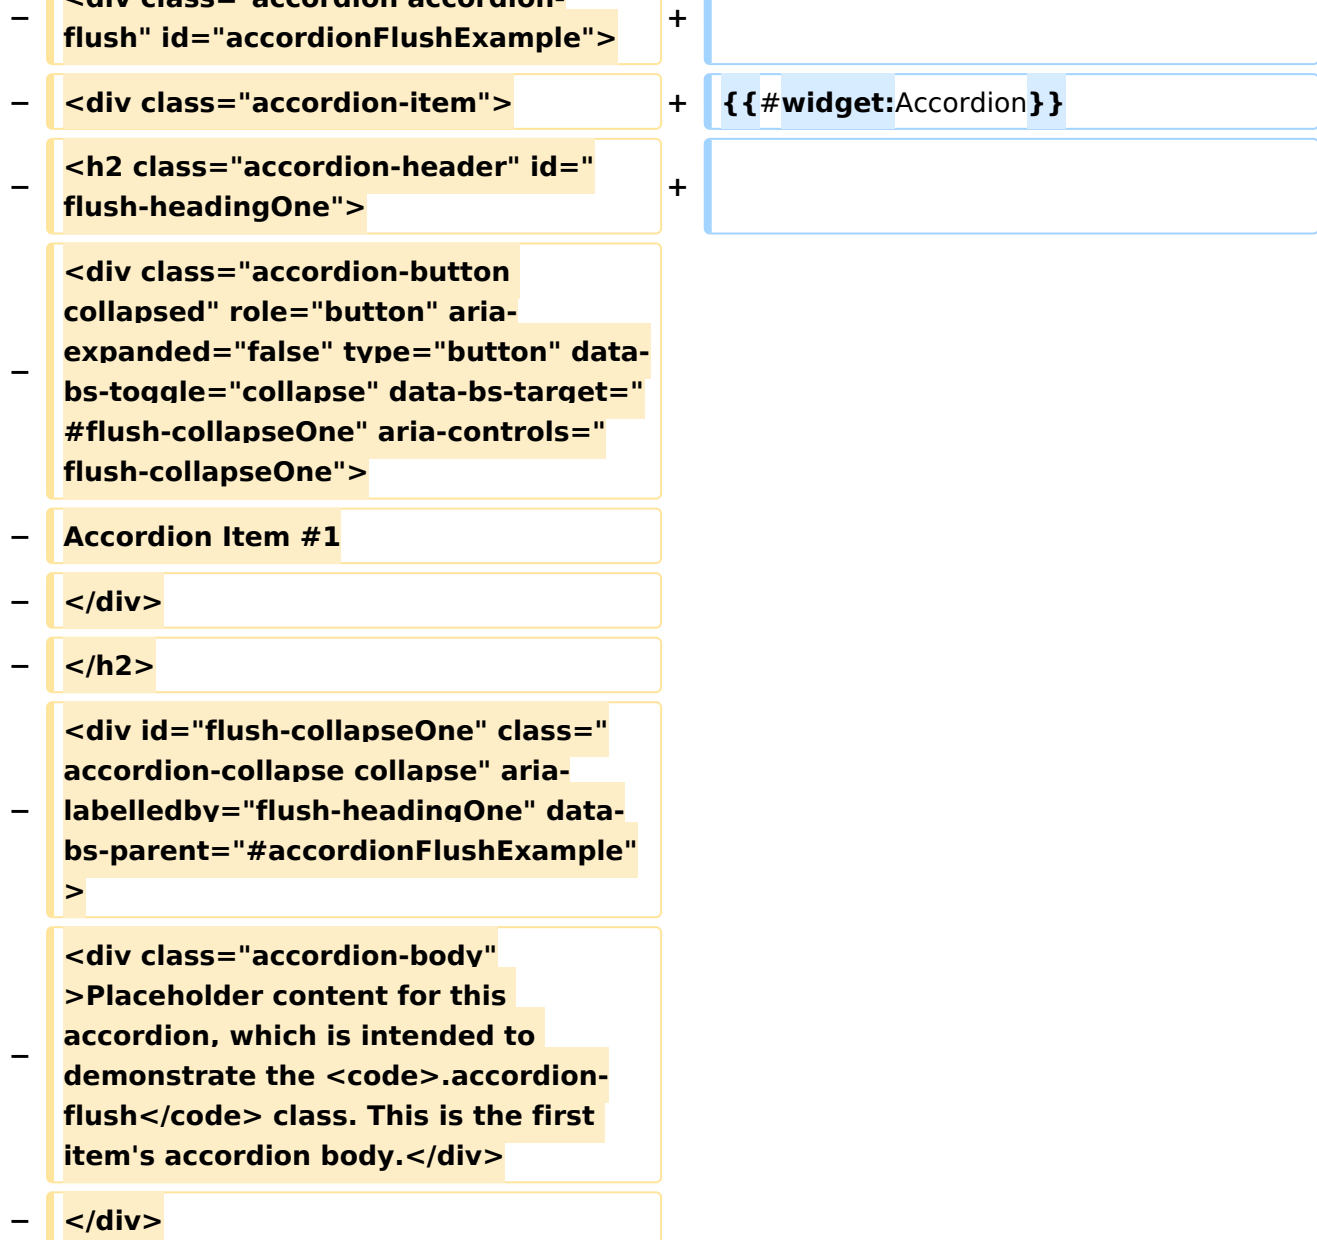 <div class="accordion accordion-
− flush" id="accordionFlushExample"> +
− <div class="accordion-item"> + {{#widget:Accordion}}
<h2 class="accordion-header" id="
− +
flush-headingOne">
<div class="accordion-button
collapsed" role="button" aria-
expanded="false" type="button" data-
−
bs-toggle="collapse" data-bs-target="
#flush-collapseOne" aria-controls="
flush-collapseOne">
− Accordion Item #1
− </div>
− </h2>
<div id="flush-collapseOne" class="
accordion-collapse collapse" aria-
− labelledby="flush-headingOne" data-
bs-parent="#accordionFlushExample"
>
<div class="accordion-body"
>Placeholder content for this
accordion, which is intended to
−
demonstrate the <code>.accordion-
flush</code> class. This is the first
item's accordion body.</div>
− </div>